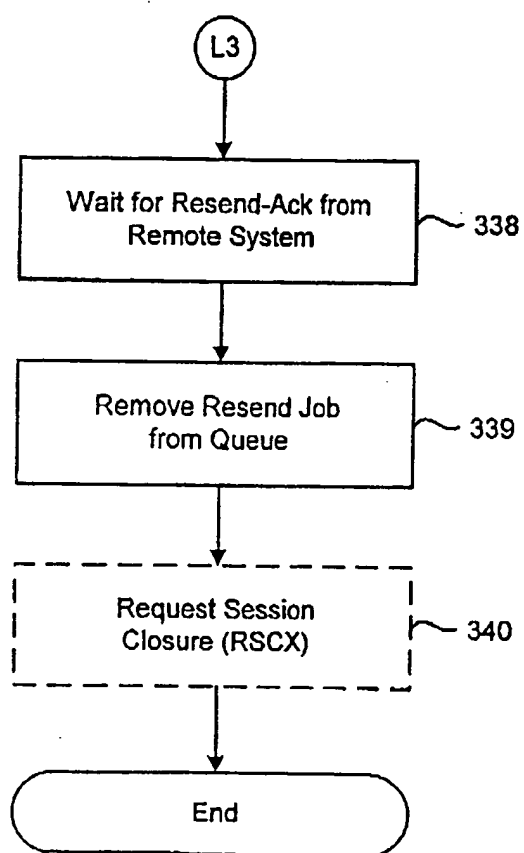 L3
Wait for Resend-Ack from
Remote System
338
Remove Resend Job
from Queue
339
Request Session
Closure (RSCX)
340
End